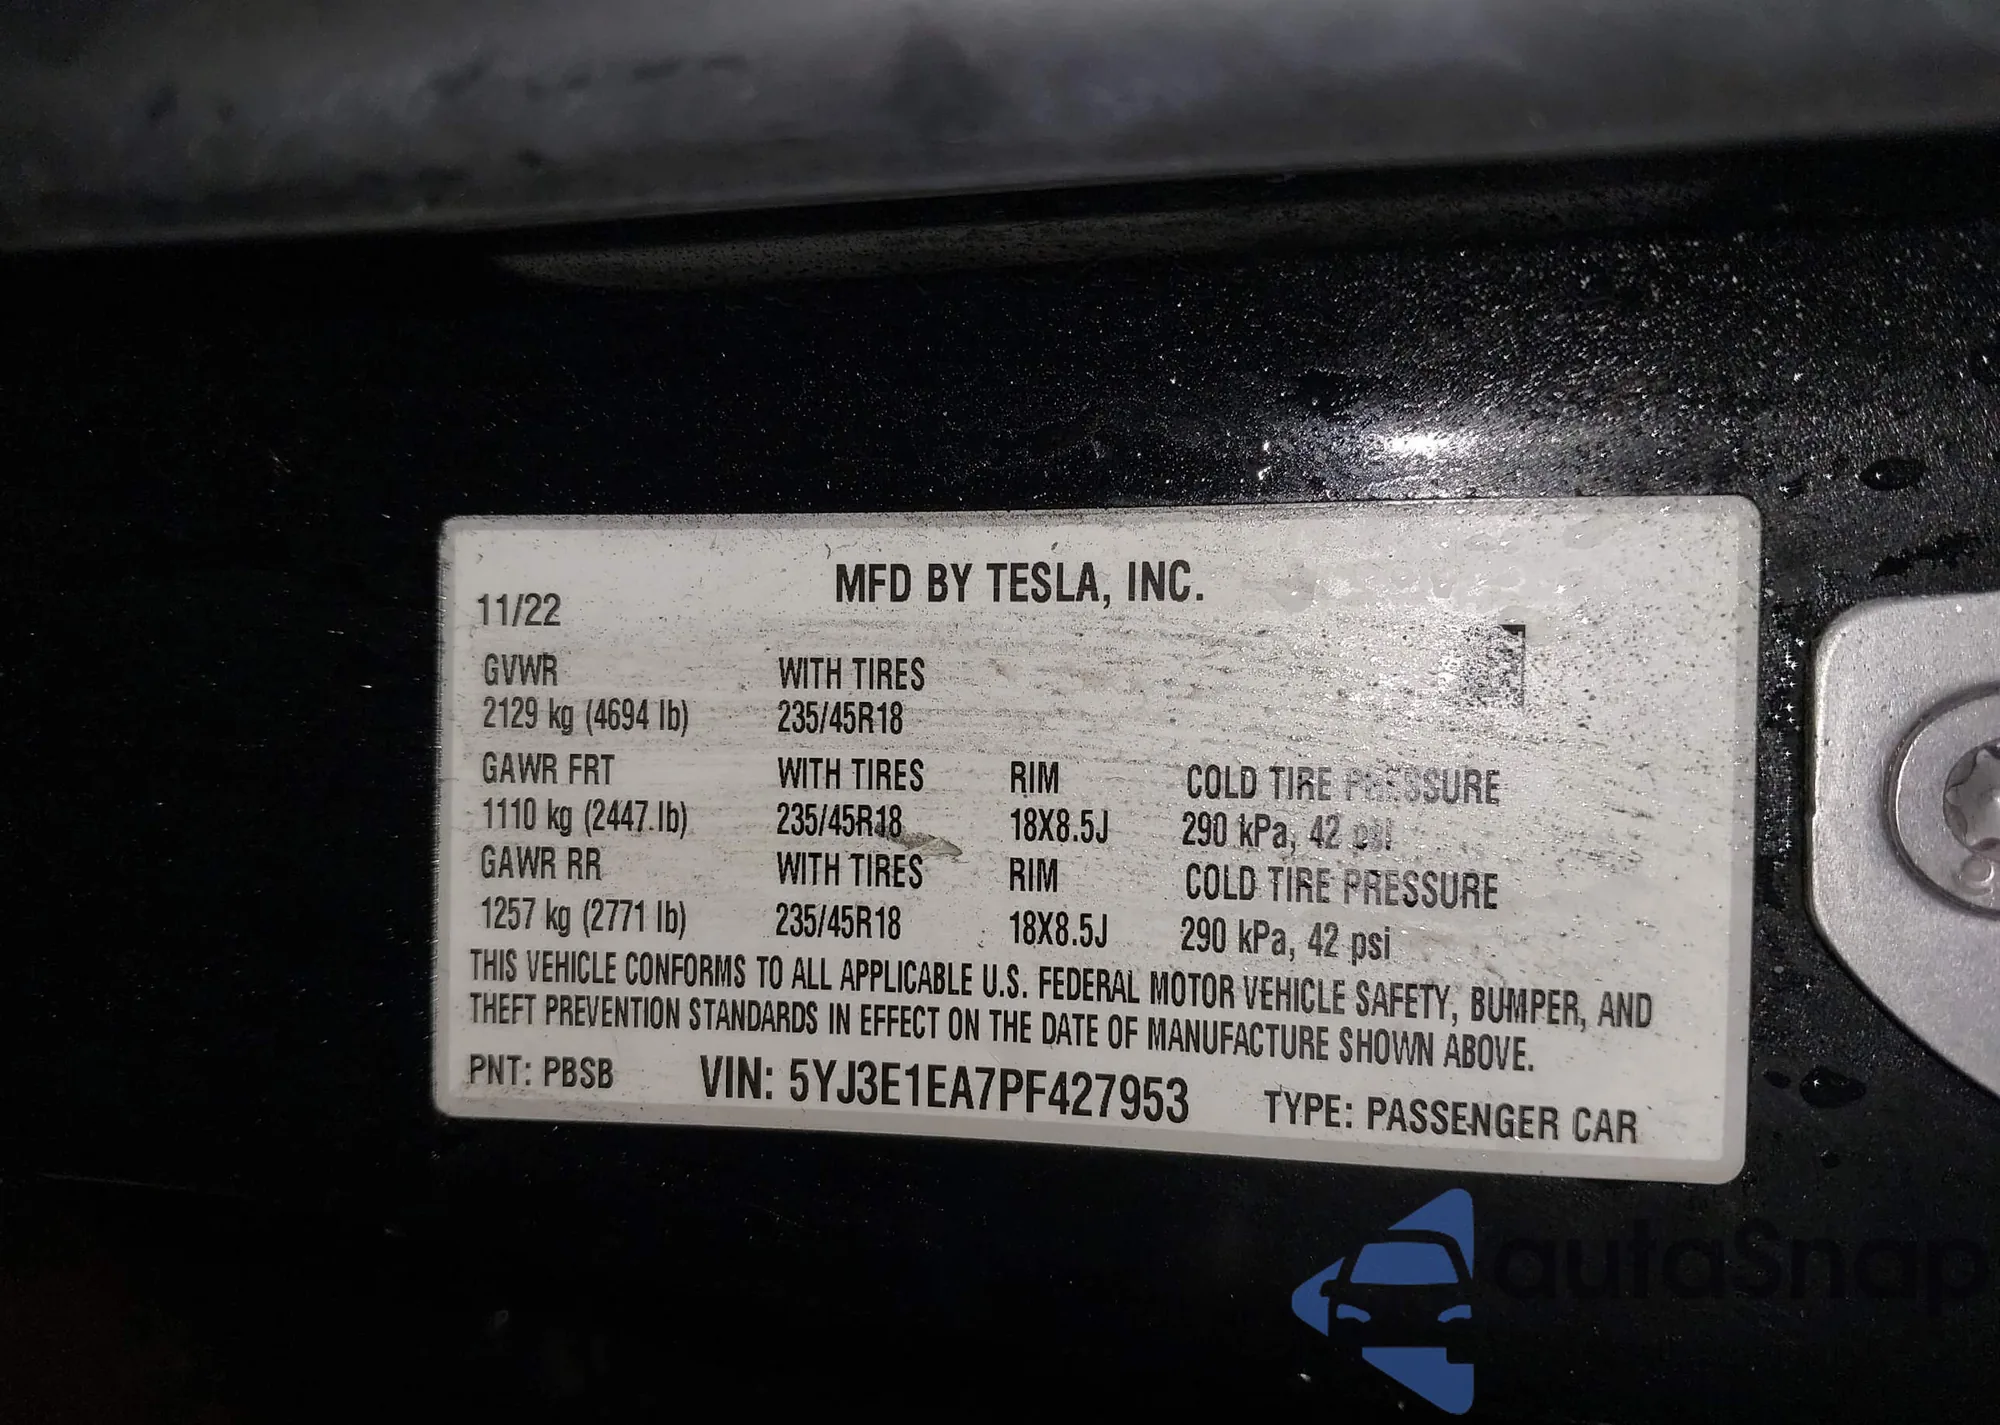 MFD BY TESLA, INC.
11/22
GVWR WITH TIRES
2129 kg (4694 lb) 235/45R18
GAWR FRT WITH TIRES RIM COLD TIRE PRESSURE
1110 kg (2447 lb) 235/45R18 18X8.5J 290 kPa, 42 psi
GAWR RR WITH TIRES RIM COLD TIRE PRESSURE
1257 kg (2771 lb) 235/45R18 18X8.5J 290 kPa, 42 psi
THIS VEHICLE CONFORMS TO ALL APPLICABLE U.S. FEDERAL MOTOR VEHICLE SAFETY, BUMPER, AND
THEFT PREVENTION STANDARDS IN EFFECT ON THE DATE OF MANUFACTURE SHOWN ABOVE.
PNT: PBSB VIN: 5YJ3E1EA7PF427953 TYPE: PASSENGER CAR
autaSnap